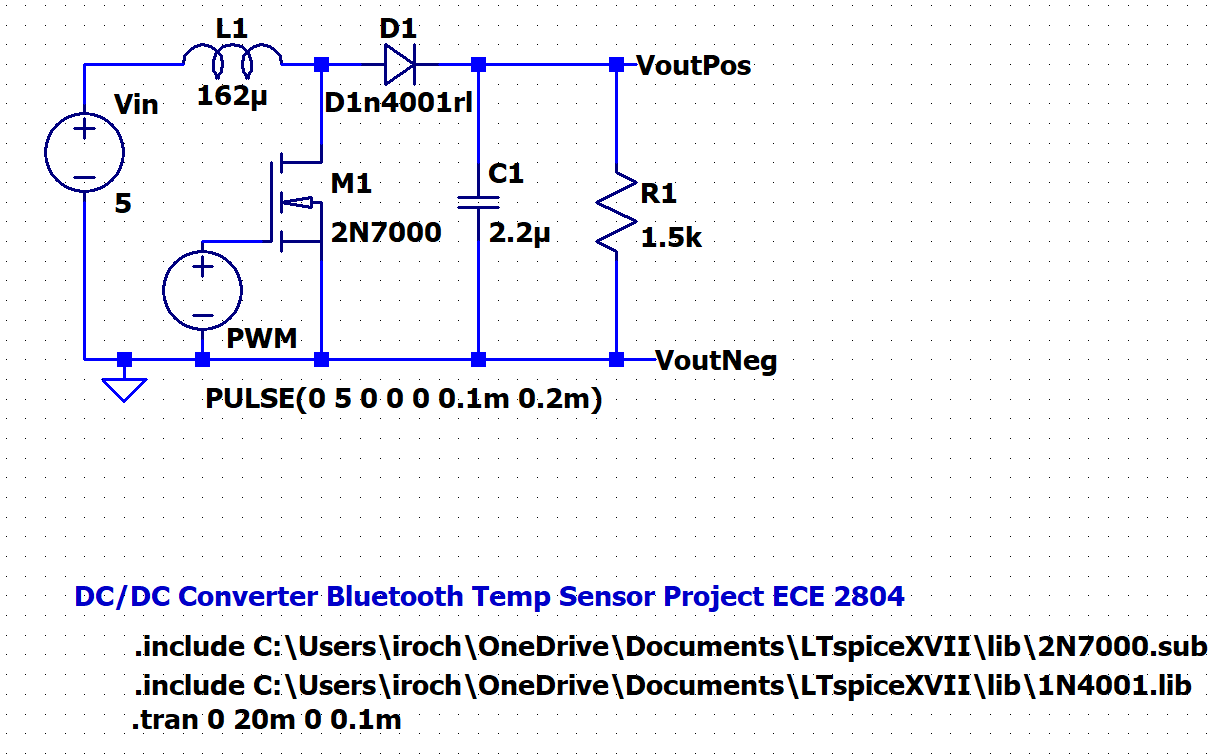 L1
D1
VoutPos
162µ
D1n4001rl
Vin
C1
M1
R1
5
2N7000
2.2µ
1.5k
PWM
VoutNeg
PULSE(0 5 0 0 0 0.1m 0.2m)
DC/DC Converter Bluetooth Temp Sensor Project ECE 2804
.include C:\Users\iroch\OneDrive\Documents\LTspiceXVII\lib\2N7000.sub
.include C:\Users\iroch\OneDrive\Documents\LTspiceXVII\lib\1N4001.lib
.tran 0 20m 0 0.1m